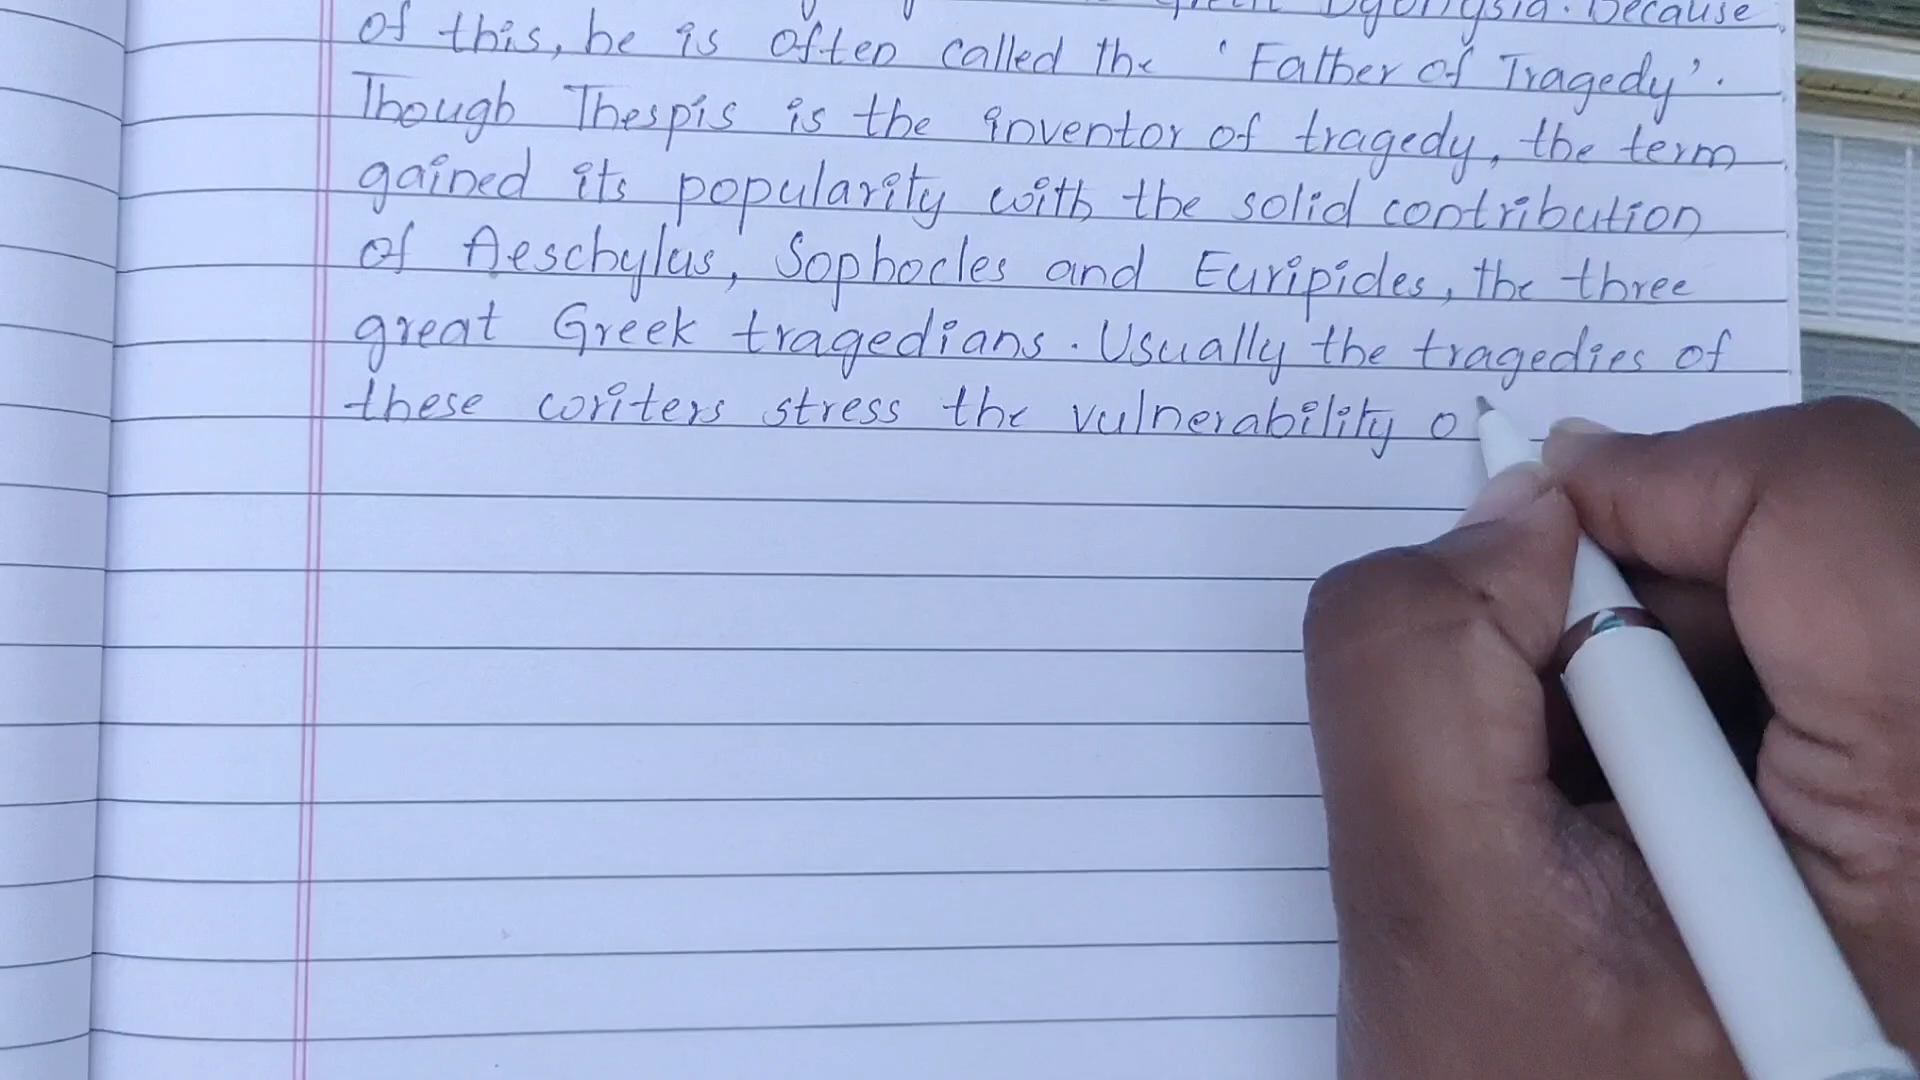 Because
of this, he is often called the 'Father of Tragedy'.
Though Thespis is the inventor of tragedy, the term
gained its popularity with the solid contribution
of Aeschylus, Sophocles and Euripides, the three
great Greek tragedians. Usually the tragedies of
these writers stress the vulnerability o